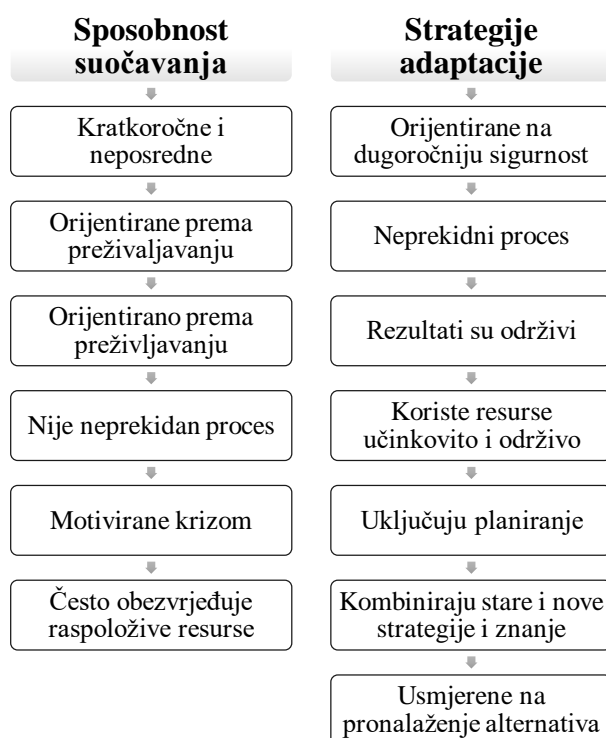 Sposobnost
suočavanja
Kratkoročne i
neposredne
Orijentirane prema
preživaljavanju
Orijentirano prema
preživljavanju
Nije neprekidan proces
Motivirane krizom
Često obezvrjeđuje
raspoložive resurse
Strategije
adaptacije
Orijentirane na
dugoročniju sigurnost
Neprekidni proces
Rezultati su održivi
Koriste resurse
učinkovito i održivo
Uključuju planiranje
Kombiniraju stare i nove
strategije i znanje
Usmjerene na
pronalaženje alternativa